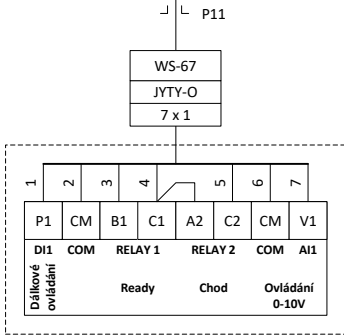 P11
WS-67
JYTY-O
7 x 1
1 2 3 4 5 6 7
P1 CM B1 C1 A2 C2 CM V1
DI1 COM RELAY 1 RELAY 2 COM AI1
Dálkové
ovládání
Ready Chod Ovládání
0-10V